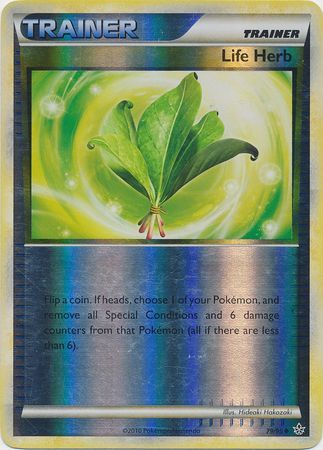 TRAINER
TRAINER
Life Herb
Flip a coin. If heads, choose 1 of your Pokémon, and
remove all Special Conditions and 6 damage
counters from that Pokémon (all if there are less
than 6).
Illus. Hideaki Hakozaki
©2010 Pokémon/Nintendo
79/95